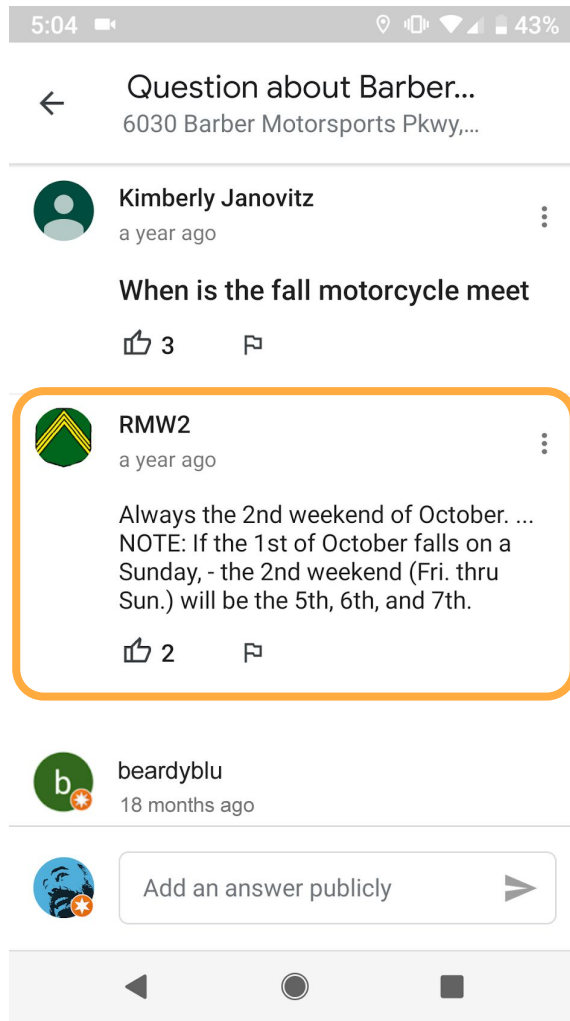 5:04
43%
Question about Barber...
6030 Barber Motorsports Pkwy,...
Kimberly Janovitz
a year ago
When is the fall motorcycle meet
3
RMW2
a year ago
Always the 2nd weekend of October. ...
NOTE: If the 1st of October falls on a
Sunday, - the 2nd weekend (Fri. thru
Sun.) will be the 5th, 6th, and 7th.
2
b
beardyblu
18 months ago
Add an answer publicly